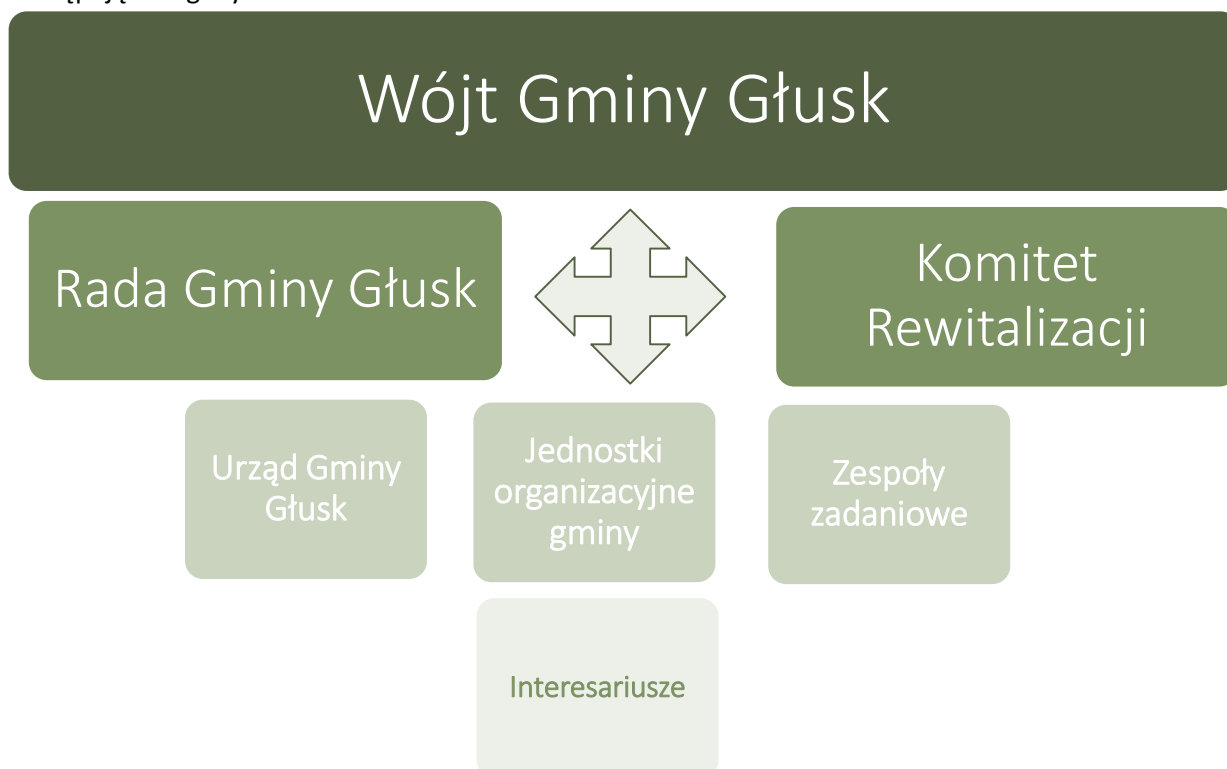 Wójt Gminy Głusk
Rada Gminy Głusk
Komitet
Rewitalizacji
Urząd Gminy
Głusk
Jednostki
organizacyjne
gminy
Zespoły
zadaniowe
Interesariusze